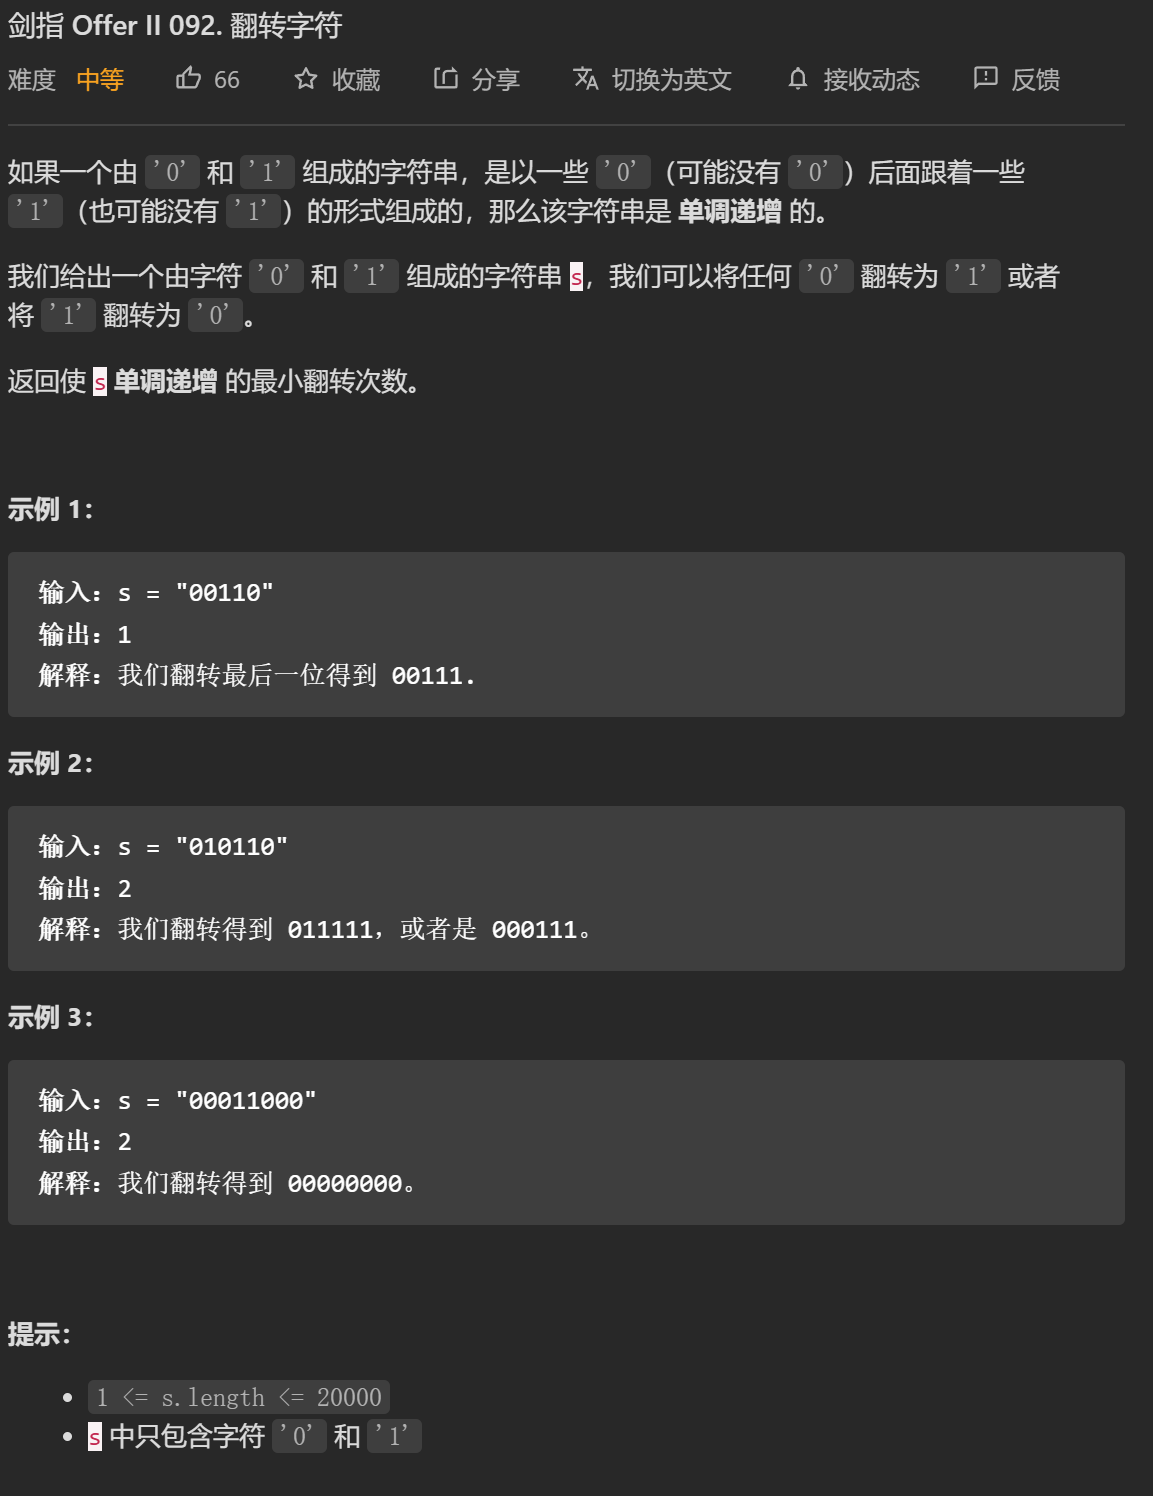 剑指 Offer II 092. 翻转字符
难度 中等 66 收藏 分享 切换为英文 接收动态 反馈
如果一个由 '0' 和 '1' 组成的字符串，是以一些 '0'（可能没有 '0'）后面跟着一些
'1'（也可能没有 '1'）的形式组成的，那么该字符串是 单调递增 的。
我们给出一个由字符 '0' 和 '1' 组成的字符串 s，我们可以将任何 '0' 翻转为 '1' 或者
将 '1' 翻转为 '0'。
返回使 s 单调递增 的最小翻转次数。
示例 1：
输入：s = "00110"
输出：1
解释：我们翻转最后一位得到 00111.
示例 2：
输入：s = "010110"
输出：2
解释：我们翻转得到 011111，或者是 000111。
示例 3：
输入：s = "00011000"
输出：2
解释：我们翻转得到 00000000。
提示：
• 1 <= s.length <= 20000
• s 中只包含字符 '0' 和 '1'